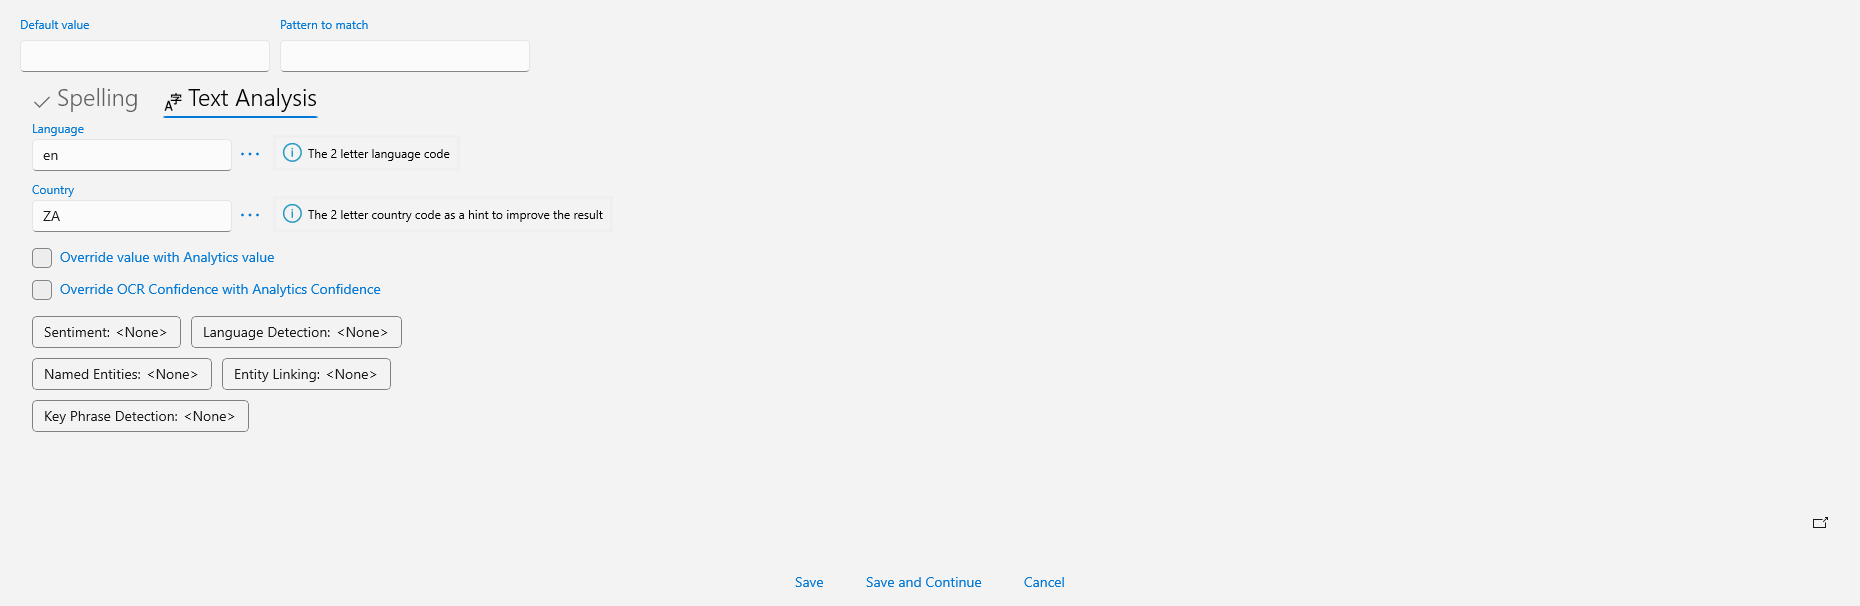 Default value Pattern to match
Spelling Text Analysis
Language
en ... The 2 letter language code
Country
ZA ... The 2 letter country code as a hint to improve the result
Override value with Analytics value
Override OCR Confidence with Analytics Confidence
Sentiment: <None> Language Detection: <None>
Named Entities: <None> Entity Linking: <None>
Key Phrase Detection: <None>
Save Save and Continue Cancel